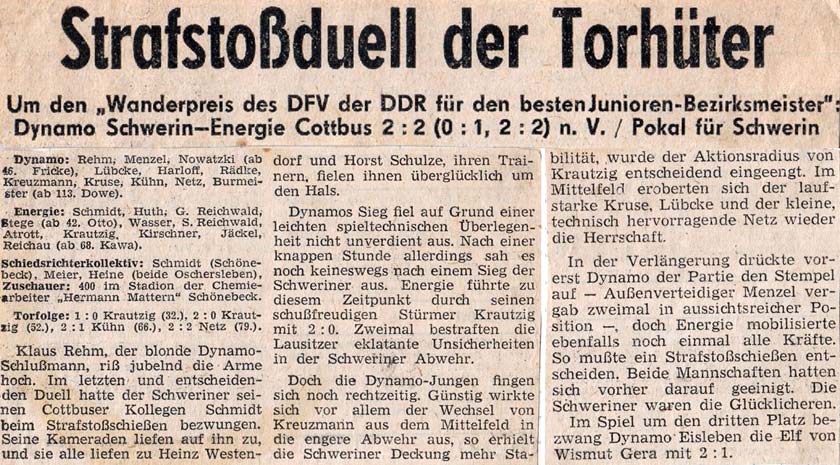 Strafstoßduell der Torhüter
Um den „Wanderpreis des DFV der DDR für den besten Junioren-Bezirksmeister":
Dynamo Schwerin—Energie Cottbus 2 : 2 (0 : 1, 2 : 2) n. V. / Pokal für Schwerin
Dynamo: Rehm, Menzel, Nowatzki (ab
46. Fricke), Lübcke, Harloff, Rädke,
Kreuzmann, Kruse, Kühn, Netz, Burmei-
ster (ab 113. Dowe).
Energie: Schmidt, Huth, G. Reichwald,
Stege (ab 42. Otto), Wasser, S. Reichwald,
Atrott, Krautzig, Kirschner, Jäckel,
Reichau (ab 68. Kawa).
Schiedsrichterkollektiv: Schmidt (Schöne-
beck), Meier, Heine (beide Oschersleben),
Zuschauer: 400 im Stadion der Chemie-
arbeiter „Hermann Mattern" Schönebeck.
Torfolge: 1 : 0 Krautzig (32.), 2 : 0 Kraut-
zig (52.), 2 : 1 Kühn (66.), 2 : 2 Netz (79.).
Klaus Rehm, der blonde Dynamo-
Schlußmann, riß jubelnd die Arme
hoch. Im letzten und entscheiden-
den Duell hatte der Schweriner sei-
nen Cottbuser Kollegen Schmidt
beim Strafstoßschießen bezwungen.
Seine Kameraden liefen auf ihn zu,
und sie alle liefen zu Heinz Westen-
dorf und Horst Schulze, ihren Trai-
nern, fielen ihnen überglücklich um
den Hals.
Dynamos Sieg fiel auf Grund einer
leichten spieltechnischen Überlegen-
heit nicht unverdient aus. Nach einer
knappen Stunde allerdings sah es
noch keineswegs nach einem Sieg der
Schweriner aus. Energie führte zu
diesem Zeitpunkt durch seinen
schußfreudigen Stürmer Krautzig
mit 2 : 0. Zweimal bestraften die
Lausitzer eklatante Unsicherheiten
in der Schweriner Abwehr.
Doch die Dynamo-Jungen fingen
sich noch rechtzeitig. Günstig wirkte
sich vor allem der Wechsel von
Kreuzmann aus dem Mittelfeld in
die engere Abwehr aus, so erhielt
die Schweriner Deckung mehr Sta-
bilität, wurde der Aktionsradius von
Krautzig entscheidend eingeengt. Im
Mittelfeld eroberten sich der lauf-
starke Kruse, Lübcke und der kleine,
technisch hervorragende Netz wieder
die Herrschaft.
In der Verlängerung drückte vor-
erst Dynamo der Partie den Stempel
auf — Außenverteidiger Menzel ver-
gab zweimal in aussichtsreicher Po-
sition —, doch Energie mobilisierte
ebenfalls noch einmal alle Kräfte.
So mußte ein Strafstoßschießen ent-
scheiden. Beide Mannschaften hatten
sich vorher darauf geeinigt. Die
Schweriner waren die Glücklicheren.
Im Spiel um den dritten Platz be-
zwang Dynamo Eisleben die Elf von
Wismut Gera mit 2 : 1.